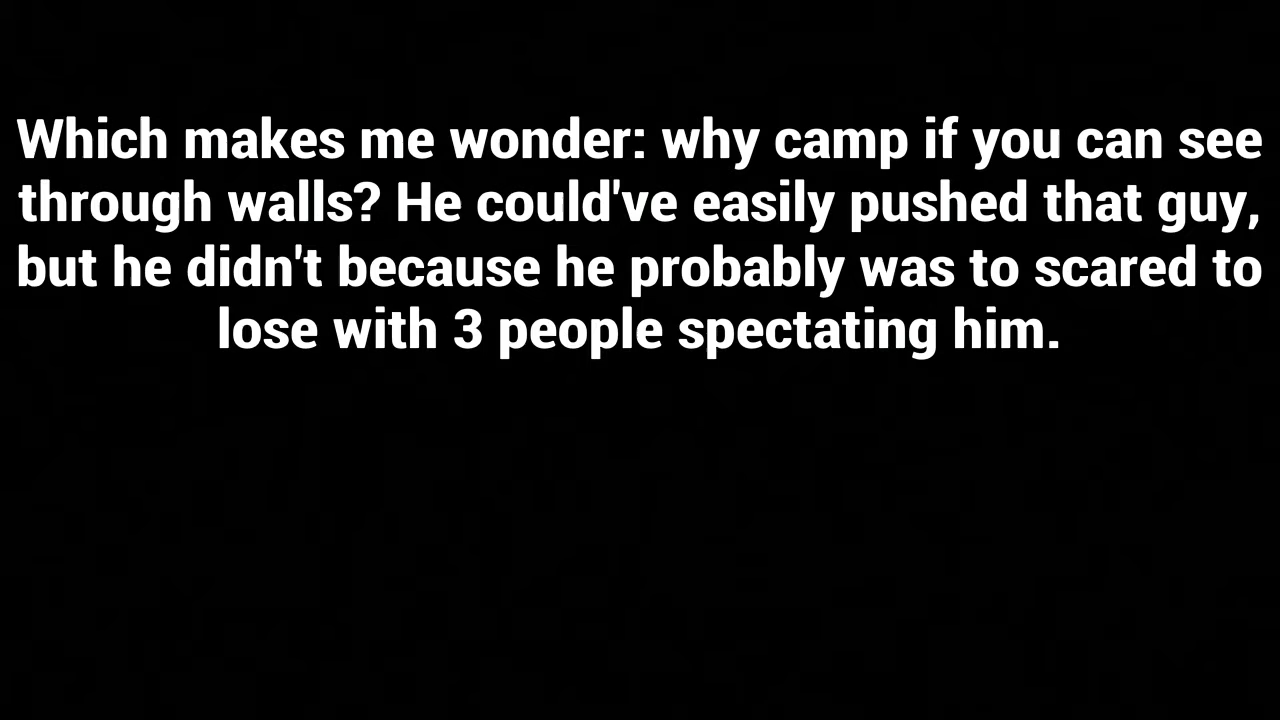 Which makes me wonder: why camp if you can see
through walls? He could've easily pushed that guy,
but he didn't because he probably was to scared to
lose with 3 people spectating him.